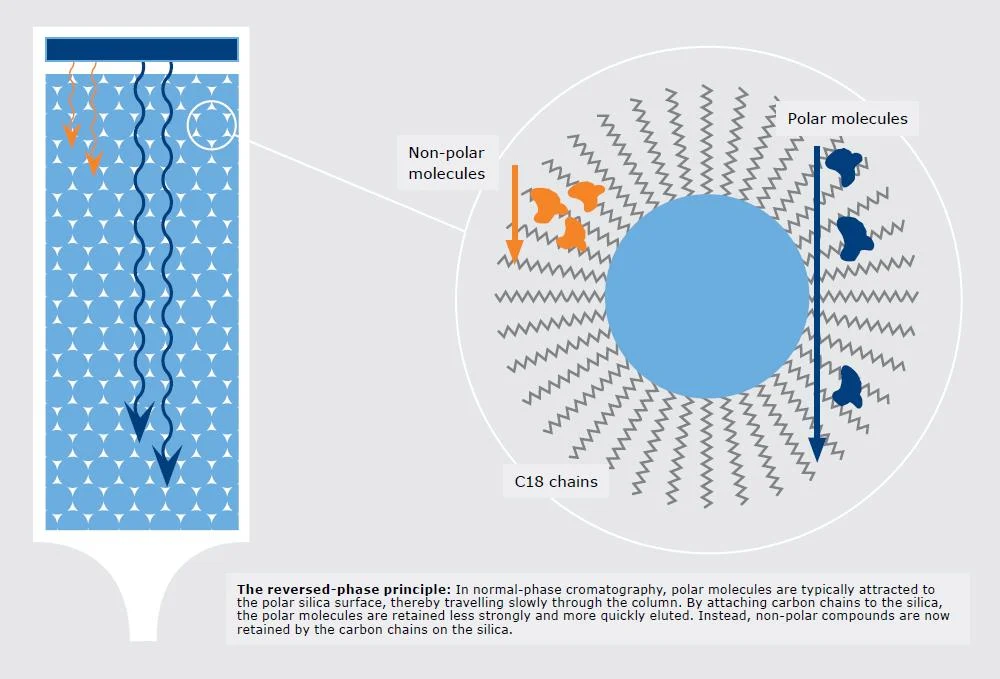 Non-polar
molecules
Polar molecules
C18 chains
The reversed-phase principle: In normal-phase cromatography, polar molecules are typically attracted to
the polar silica surface, thereby travelling slowly through the column. By attaching carbon chains to the silica,
the polar molecules are retained less strongly and more quickly eluted. Instead, non-polar compounds are now
retained by the carbon chains on the silica.